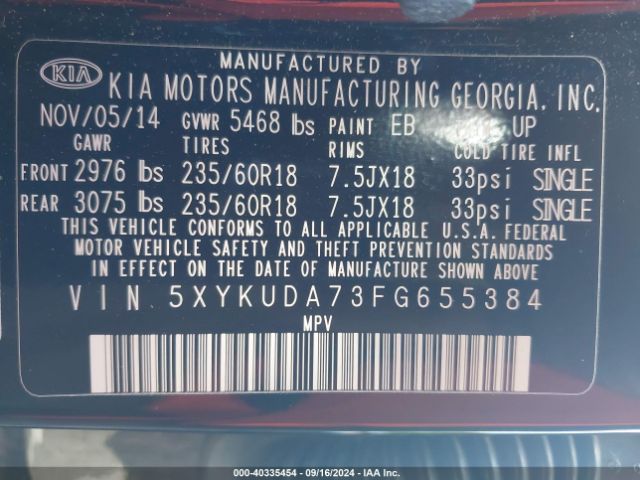 MANUFACTURED BY
KIA KIA MOTORS MANUFACTURING GEORGIA, INC.
NOV/05/14 GVWR 5468 lbs PAINT EB UP
GAWR TIRES RIMS COLD TIRE INFL
FRONT 2976 lbs 235/60R18 7.5JX18 33psi SINGLE
REAR 3075 lbs 235/60R18 7.5JX18 33psi SINGLE
THIS VEHICLE CONFORMS TO ALL APPLICABLE U.S.A. FEDERAL
MOTOR VEHICLE SAFETY AND THEFT PREVENTION STANDARDS
IN EFFECT ON THE DATE OF MANUFACTURE SHOWN ABOVE.
VIN 5XYKUDA73FG655384
MPV
000-40335454 - 09/16/2024 - IAA Inc.